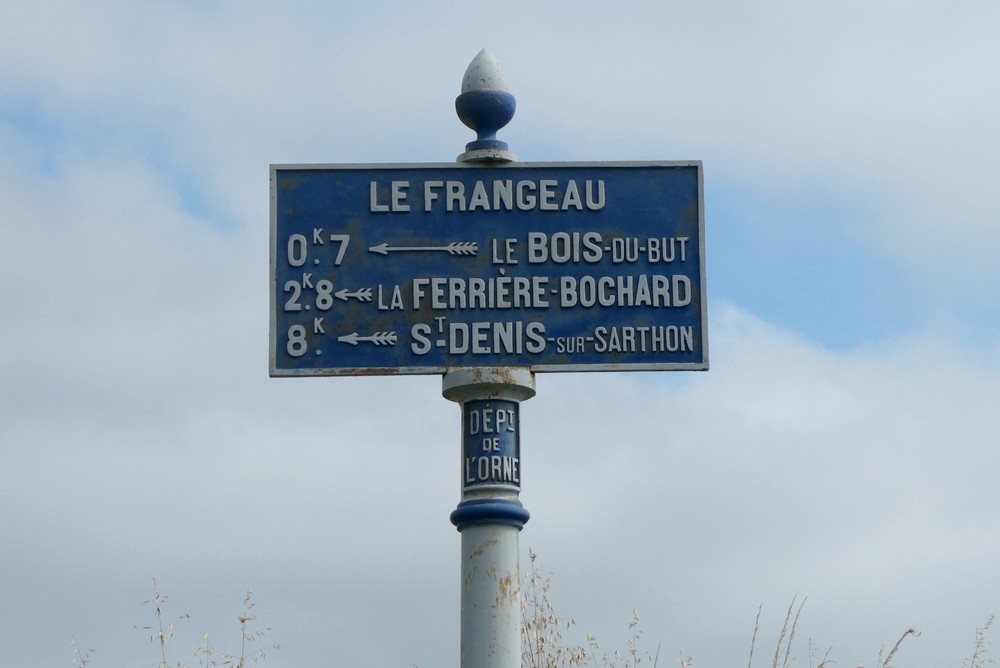 LE FRANGEAU
0.K7 LE BOIS-DU-BUT
2.K8 LA FERRIÈRE-BOCHARD
8K. ST-DENIS-SUR-SARTHON
DÉPT
DE
L'ORNE